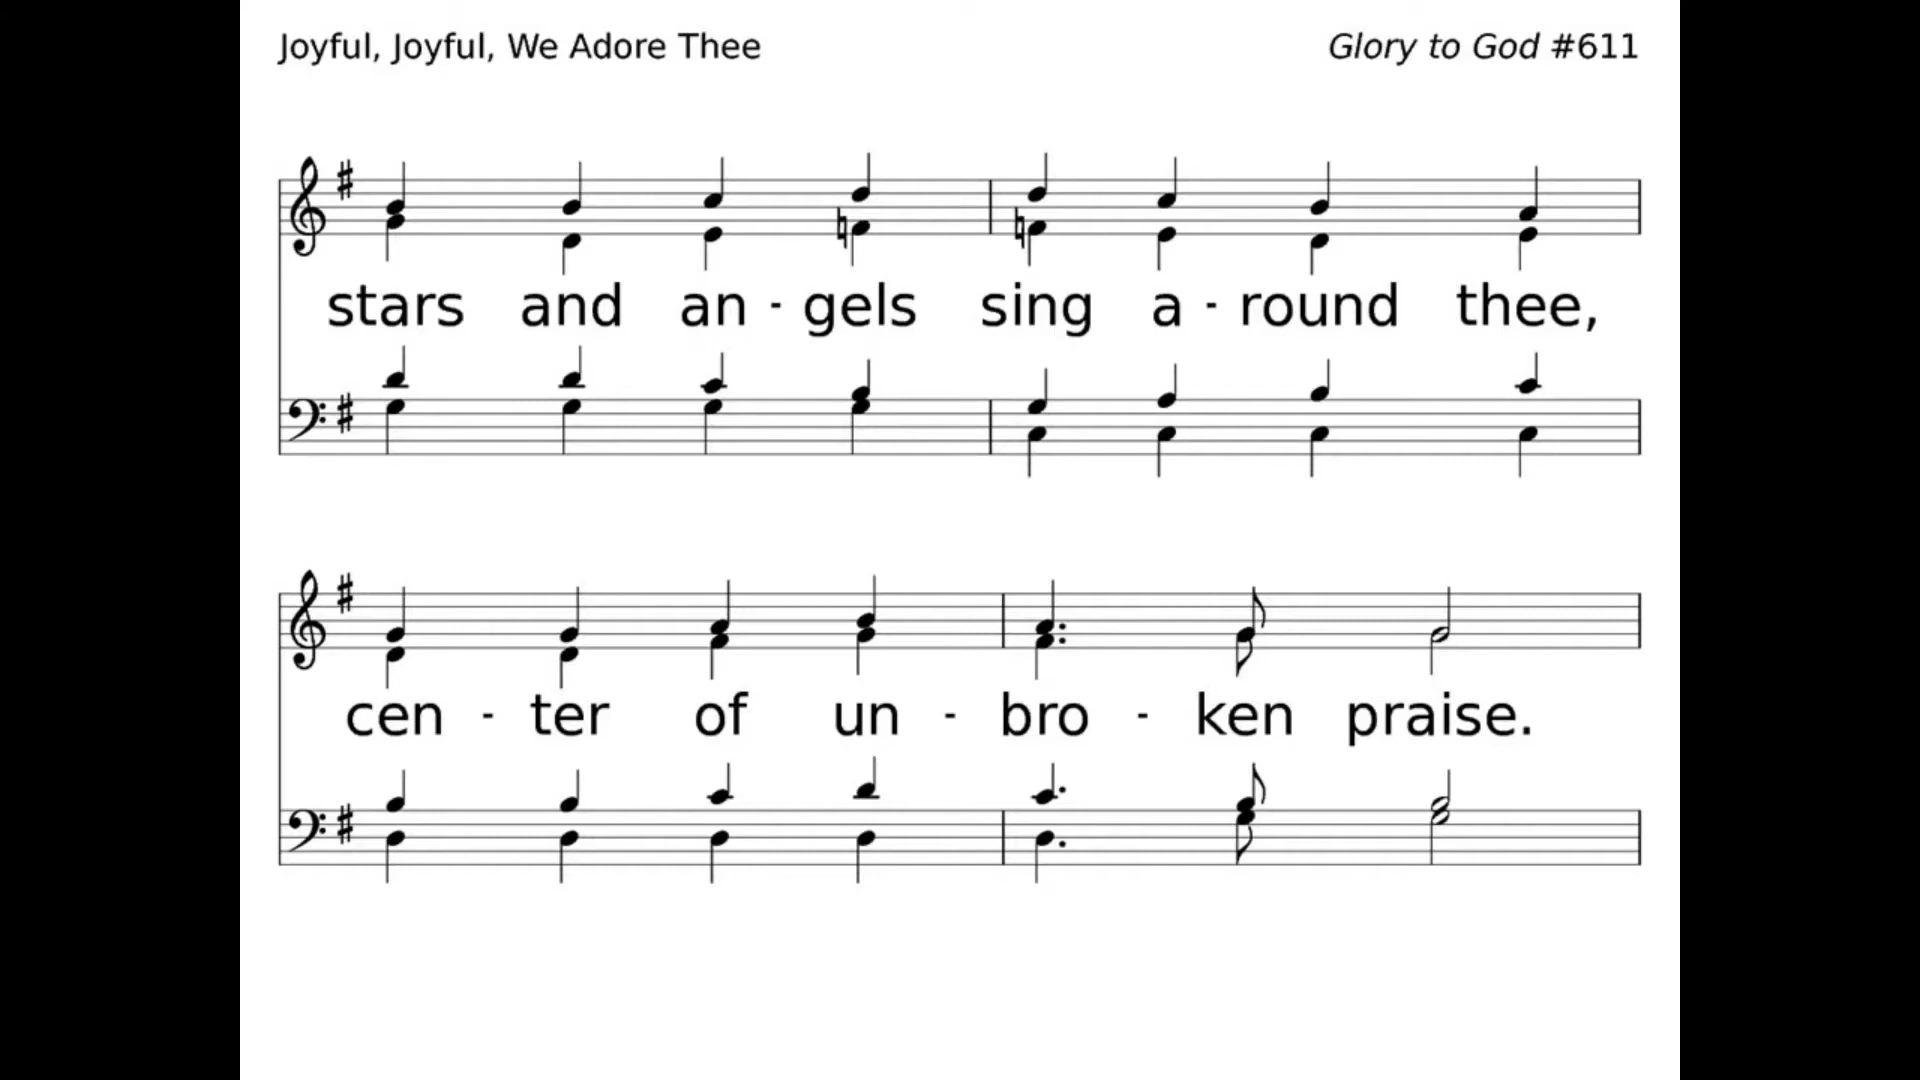 Joyful, Joyful, We Adore Thee
Glory to God #611
stars and an - gels sing a - round thee,
cen - ter of un - bro - ken praise.